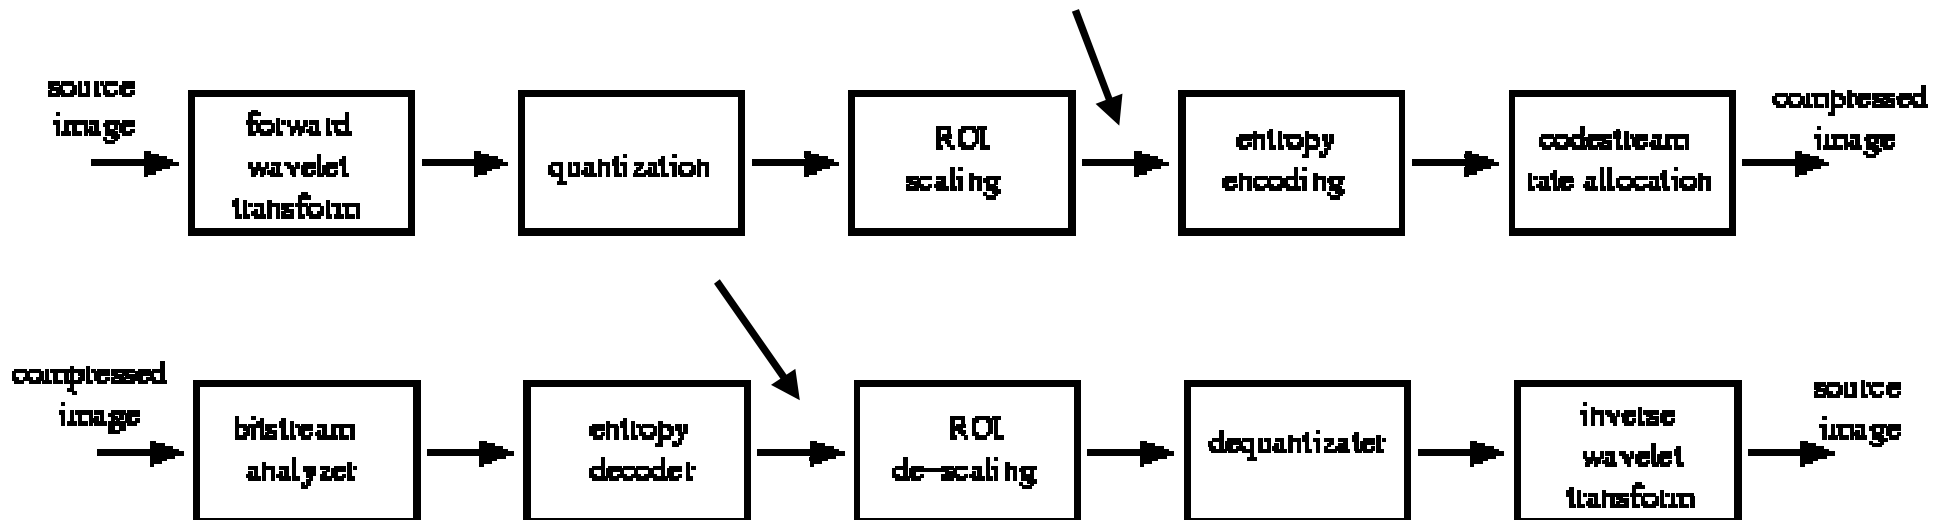 source
image
forward
wavelet
transform
quantization
ROI
scaling
entropy
encoding
codestream
rate allocation
compressed
image
compressed
image
bitstream
analyzer
entropy
decoder
ROI
de-scaling
dequantizater
inverse
wavelet
transform
source
image